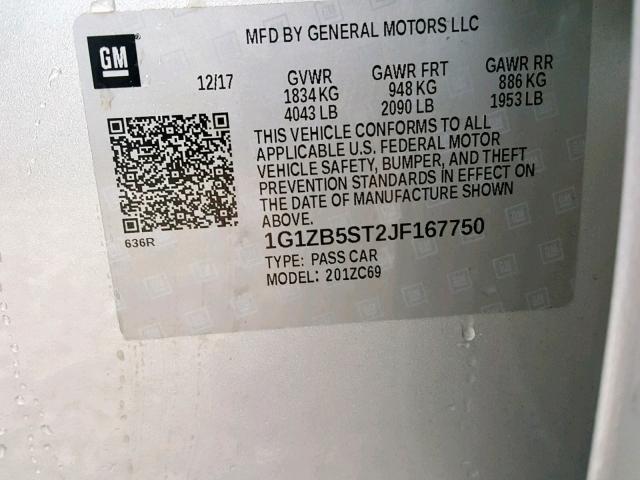 MFD BY GENERAL MOTORS LLC
GM
12/17 GVWR GAWR FRT GAWR RR
1834 KG 948 KG 886 KG
4043 LB 2090 LB 1953 LB
THIS VEHICLE CONFORMS TO ALL
APPLICABLE U.S. FEDERAL MOTOR
VEHICLE SAFETY, BUMPER, AND THEFT
PREVENTION STANDARDS IN EFFECT ON
THE DATE OF MANUFACTURE SHOWN
ABOVE.
636R
1G1ZB5ST2JF167750
TYPE: PASS CAR
MODEL: 201ZC69